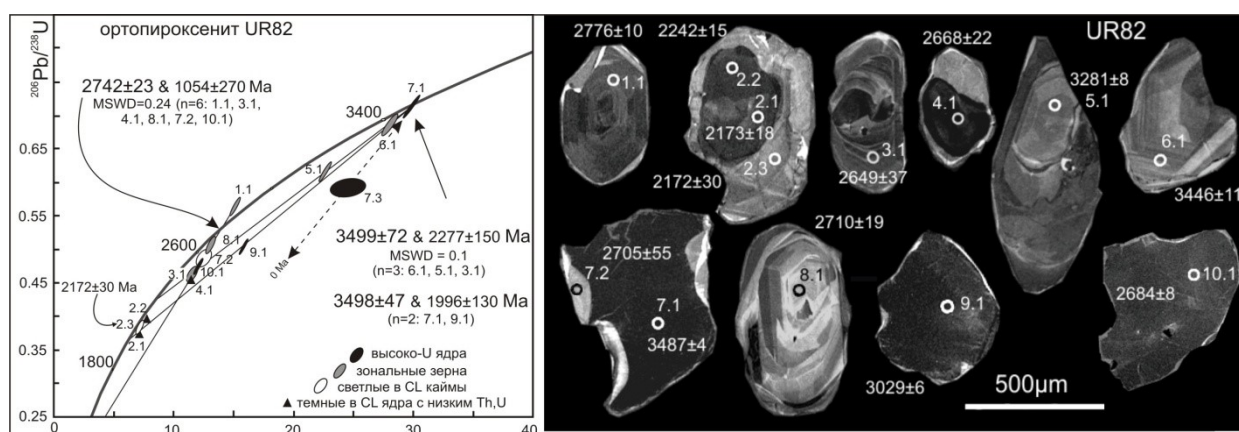 ортопироксенит UR82
²⁰⁶Pb/²³⁸U
2742±23 & 1054±270 Ma
MSWD=0.24 (n=6: 1.1, 3.1,
4.1, 8.1, 7.2, 10.1)
7.1
3400
6.1
5.1
7.3
1.1
8.1
2600
7.2
9.1
3.1
10.1
4.1
0 Ma
3499±72 & 2277±150 Ma
MSWD = 0.1
(n=3: 6.1, 5.1, 3.1)
3498±47 & 1996±130 Ma
(n=2: 7.1, 9.1)
2172±30 Ma
2.2
2.3
2.1
1800
высоко-U ядра
зональные зерна
светлые в CL каймы
темные в CL ядра с низким Th,U
0.65
0.55
0.45
0.35
0.25
0
10
20
30
40
UR82
2776±10
1.1
2242±15
2.2
2.1
2173±18
2.3
2172±30
3.1
2649±37
2668±22
4.1
3281±8
5.1
6.1
3446±11
2705±55
7.2
7.1
3487±4
2710±19
8.1
9.1
3029±6
10.1
2684±8
500µm